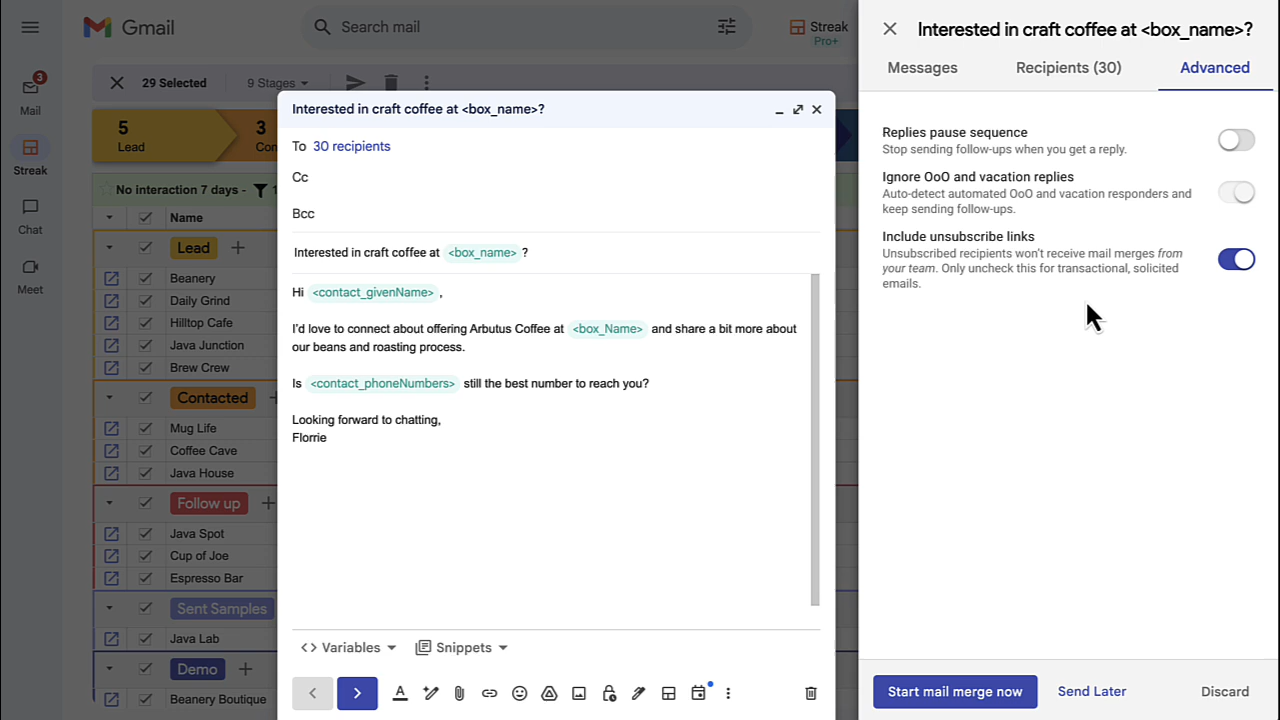 Gmail
Search mail
Streak
Pro+
3
Mail
Streak
Chat
Meet
29 Selected
9 Stages
5
Lead
3
Con
No interaction 7 days -
Name
Lead
Beanery
Daily Grind
Hilltop Cafe
Java Junction
Brew Crew
Contacted
Mug Life
Coffee Cave
Java House
Follow up
Java Spot
Cup of Joe
Espresso Bar
Sent Samples
Java Lab
Demo
Beanery Boutique
Interested in craft coffee at <box_name>?
To 30 recipients
Cc
Bcc
Interested in craft coffee at <box_name> ?
Hi <contact_givenName> ,
I'd love to connect about offering Arbutus Coffee at <box_Name> and share a bit more about
our beans and roasting process.
Is <contact_phoneNumbers> still the best number to reach you?
Looking forward to chatting,
Florrie
<> Variables
Snippets
Interested in craft coffee at <box_name>?
Messages
Recipients (30)
Advanced
Replies pause sequence
Stop sending follow-ups when you get a reply.
Ignore OoO and vacation replies
Auto-detect automated OoO and vacation responders and
keep sending follow-ups.
Include unsubscribe links
Unsubscribed recipients won't receive mail merges from
your team. Only uncheck this for transactional, solicited
emails.
Start mail merge now
Send Later
Discard